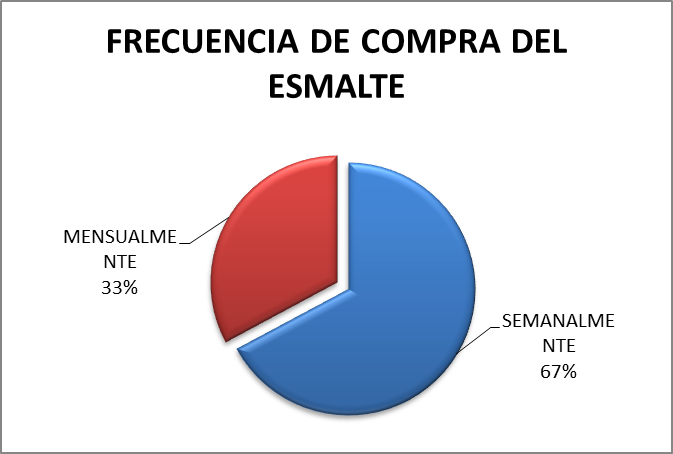 FRECUENCIA DE COMPRA DEL
ESMALTE
MENSUALME
NTE
33%
SEMANALME
NTE
67%